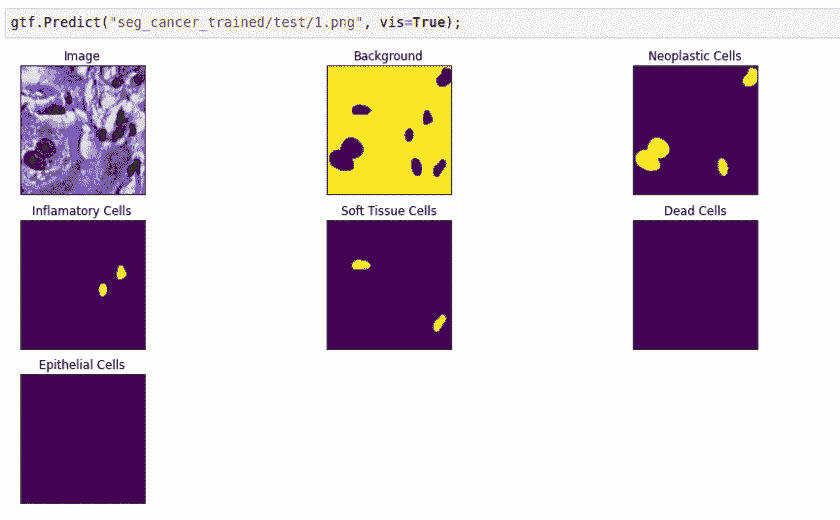 gtf.Predict("seg_cancer_trained/test/1.png", vis=True);
Image Background Neoplastic Cells
Inflamatory Cells Soft Tissue Cells Dead Cells
Epithelial Cells